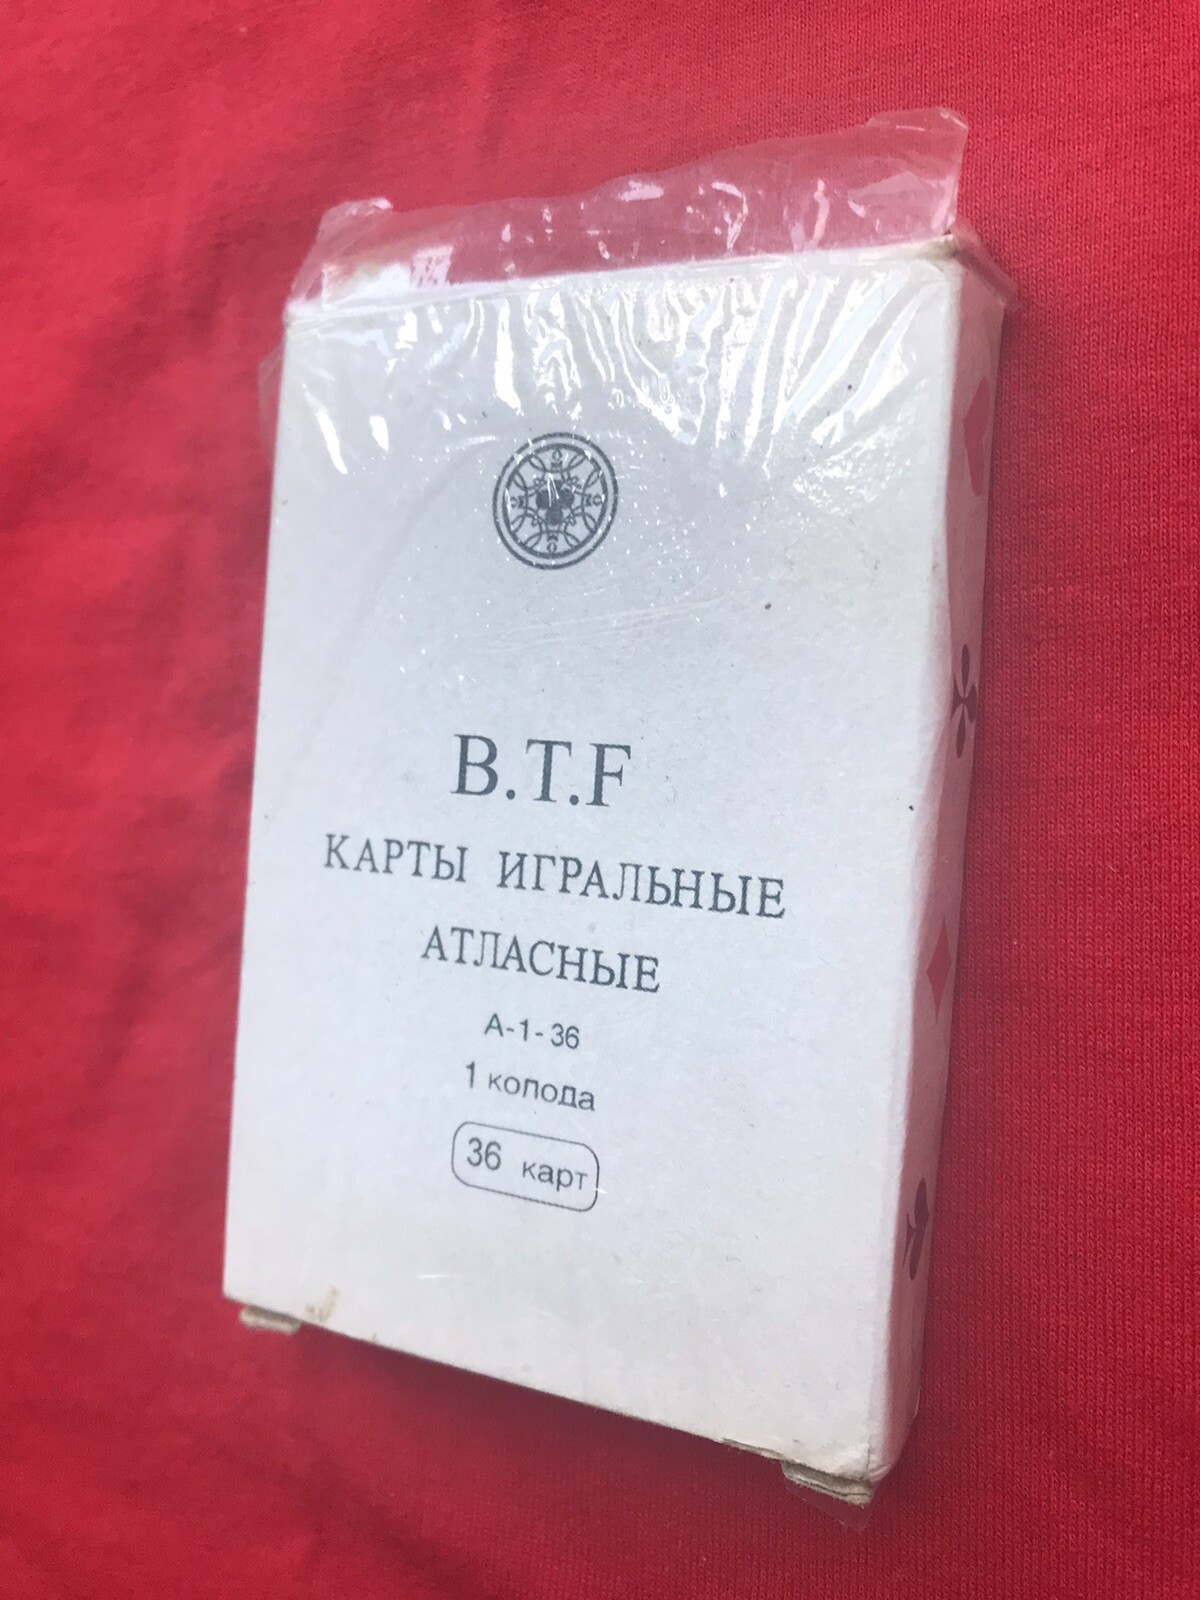 B.T.F
КАРТЫ ИГРАЛЬНЫЕ
АТЛАСНЫЕ
А-1-36
1 колода
36 карт